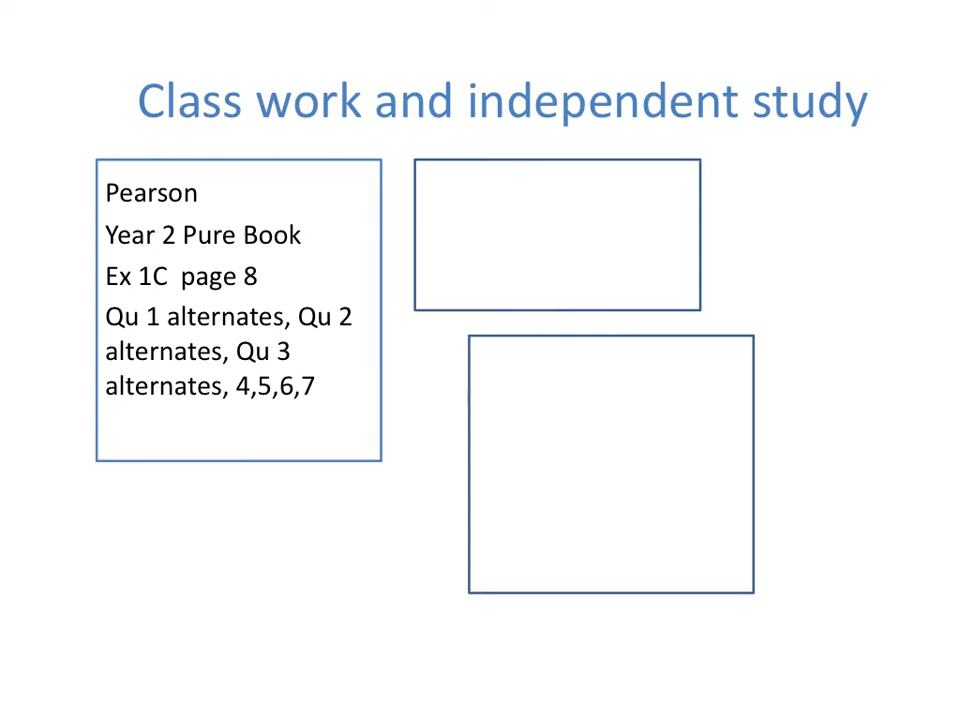 Class work and independent study
Pearson
Year 2 Pure Book
Ex 1C  page 8
Qu 1 alternates, Qu 2
alternates, Qu 3
alternates, 4,5,6,7